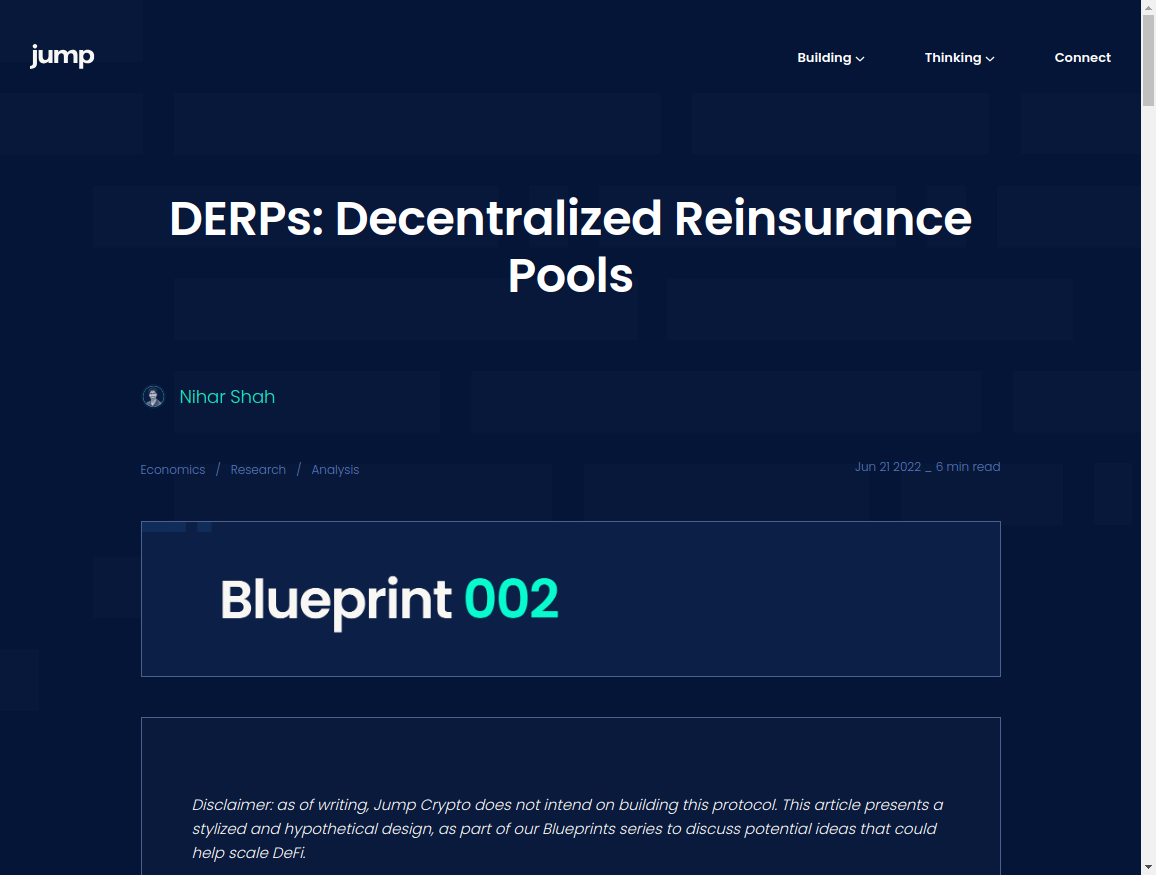 jump
Building
Thinking
Connect
DERPs: Decentralized Reinsurance
Pools
Nihar Shah
Economics / Research / Analysis
Jun 21 2022 _ 6 min read
Blueprint 002
Disclaimer: as of writing, Jump Crypto does not intend on building this protocol. This article presents a
stylized and hypothetical design, as part of our Blueprints series to discuss potential ideas that could
help scale DeFi.